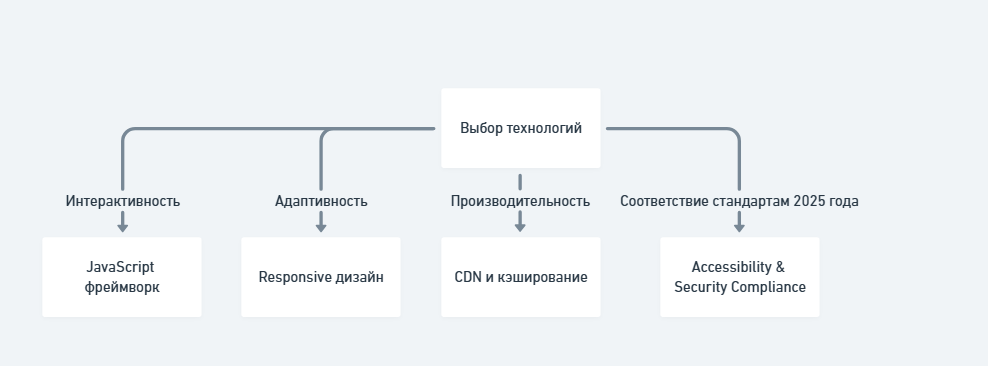 Выбор технологий
Интерактивность
Адаптивность
Производительность
Соответствие стандартам 2025 года
JavaScript
фреймворк
Responsive дизайн
CDN и кэширование
Accessibility &
Security Compliance